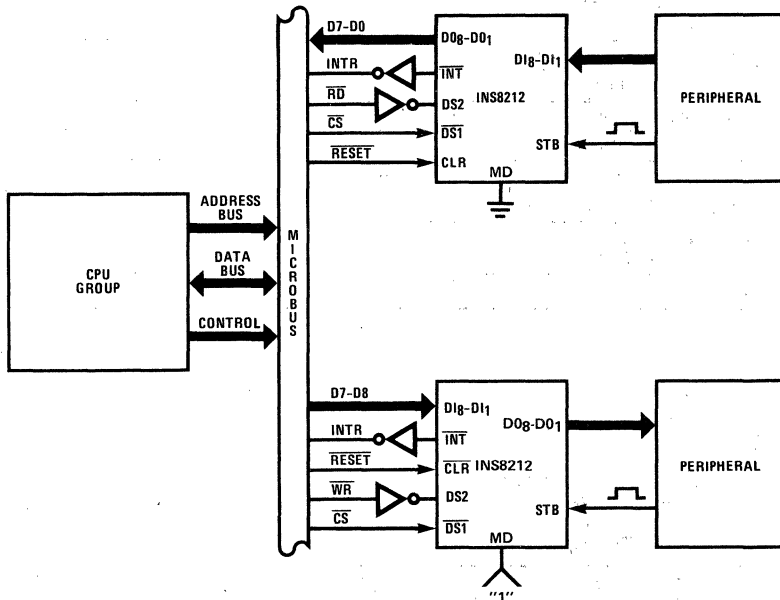 D7-D0
INTR
RD
CS
RESET
DO8-DO1
INT
DS2
DS1
CLR
DI8-DI1
INS8212
STB
MD
PERIPHERAL
CPU
GROUP
ADDRESS
BUS
DATA
BUS
CONTROL
MICROBUS
D7-D8
INTR
RESET
WR
CS
DI8-DI1
INT
CLR
DS2
DS1
DO8-DO1
INS8212
STB
MD
"1"
PERIPHERAL